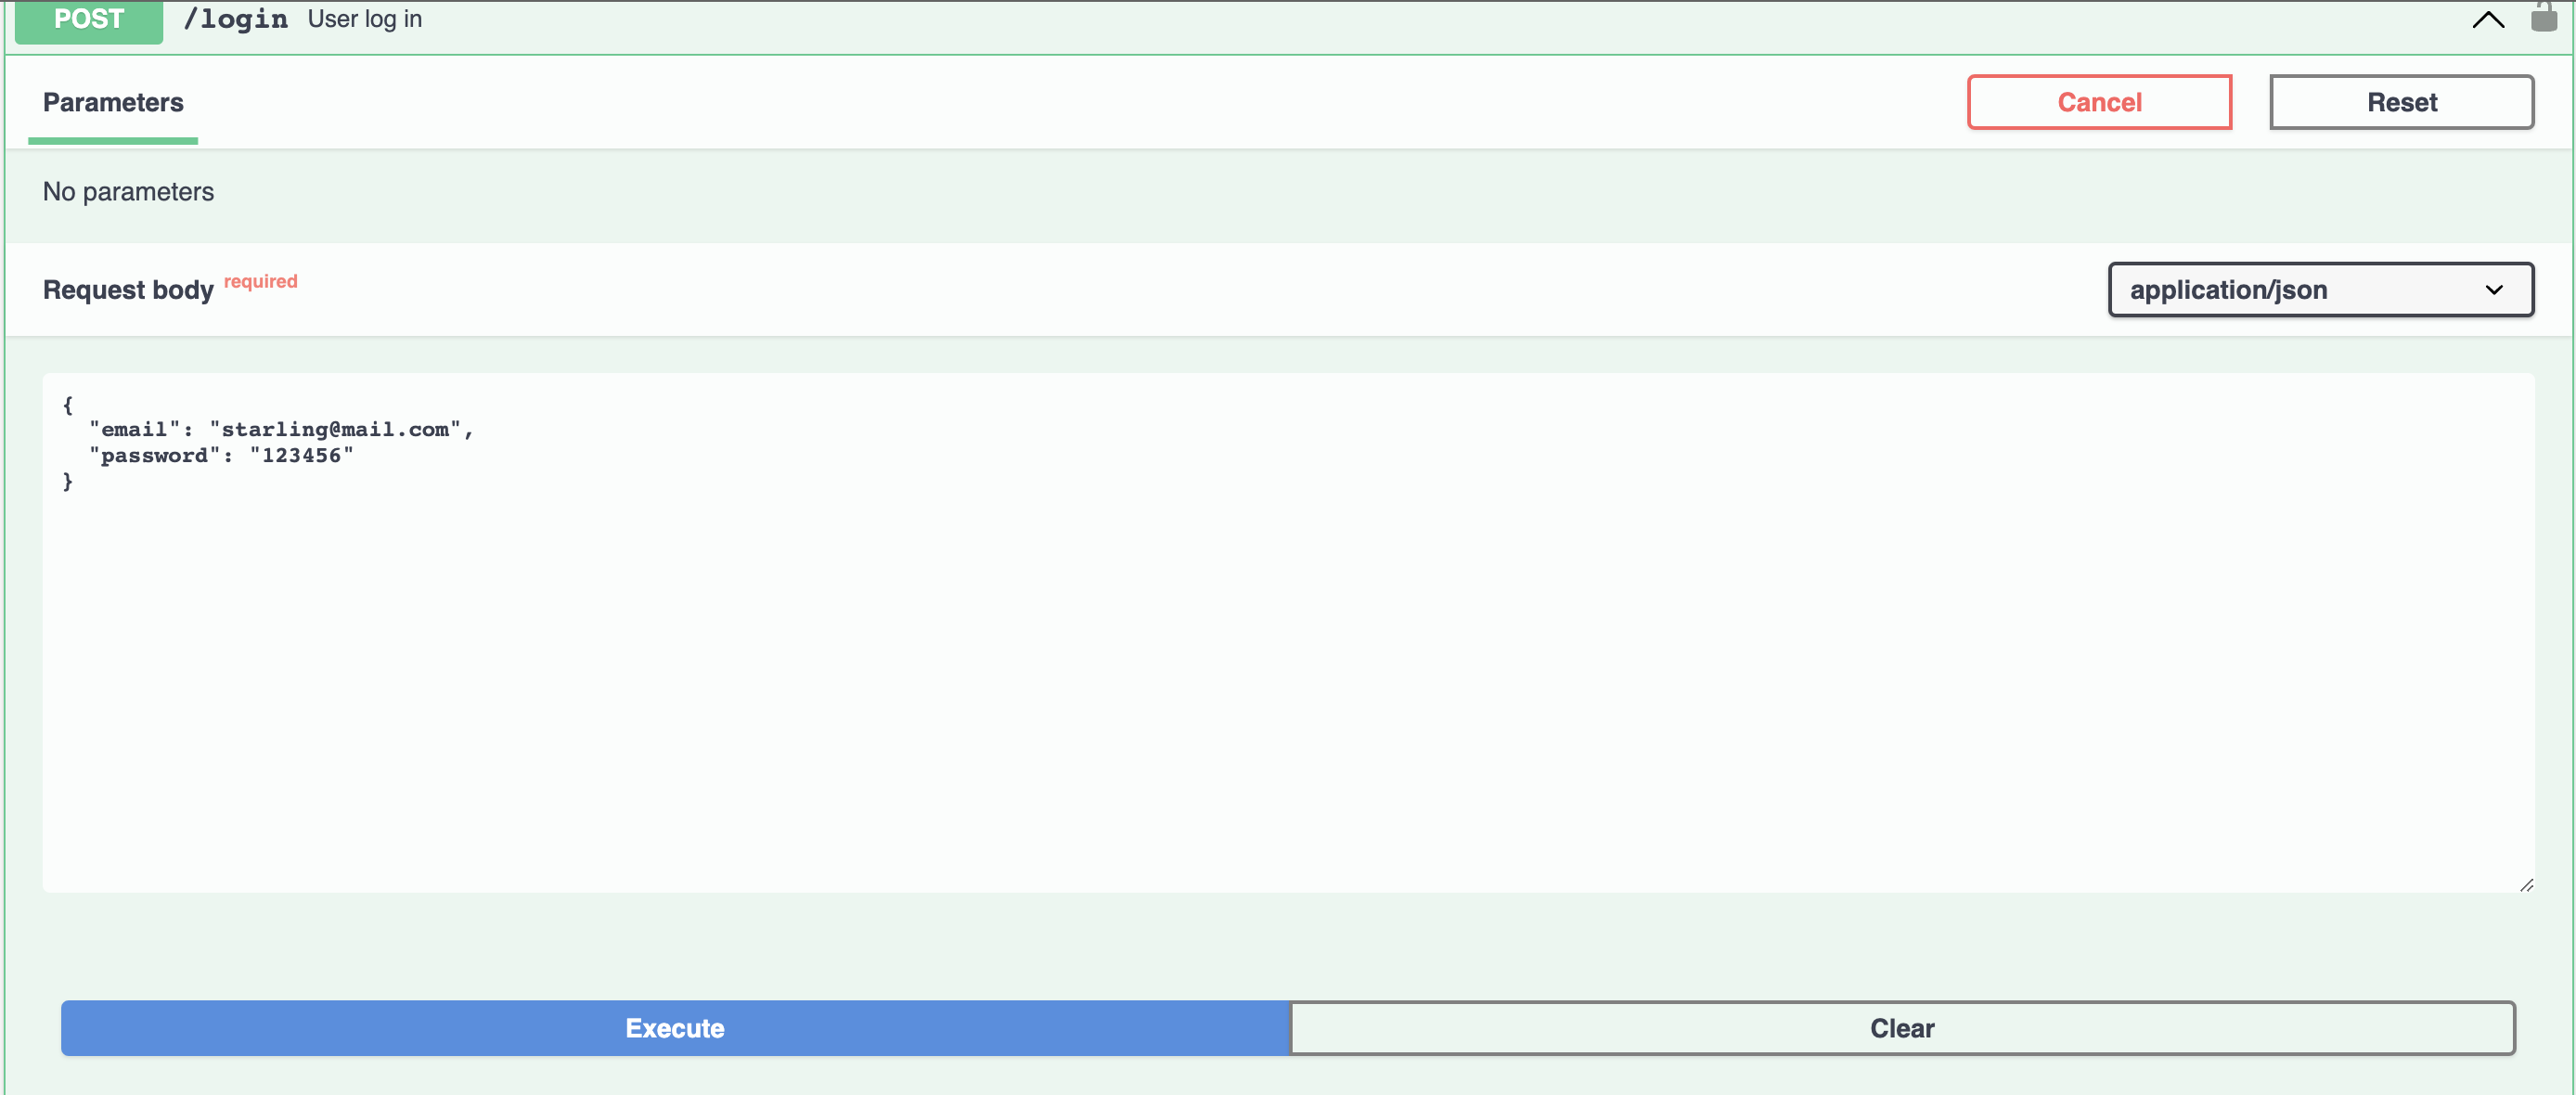 POST /login User log in
Parameters
Cancel
Reset
No parameters
Request body required
application/json
{
  "email": "starling@mail.com",
  "password": "123456"
}
Execute
Clear